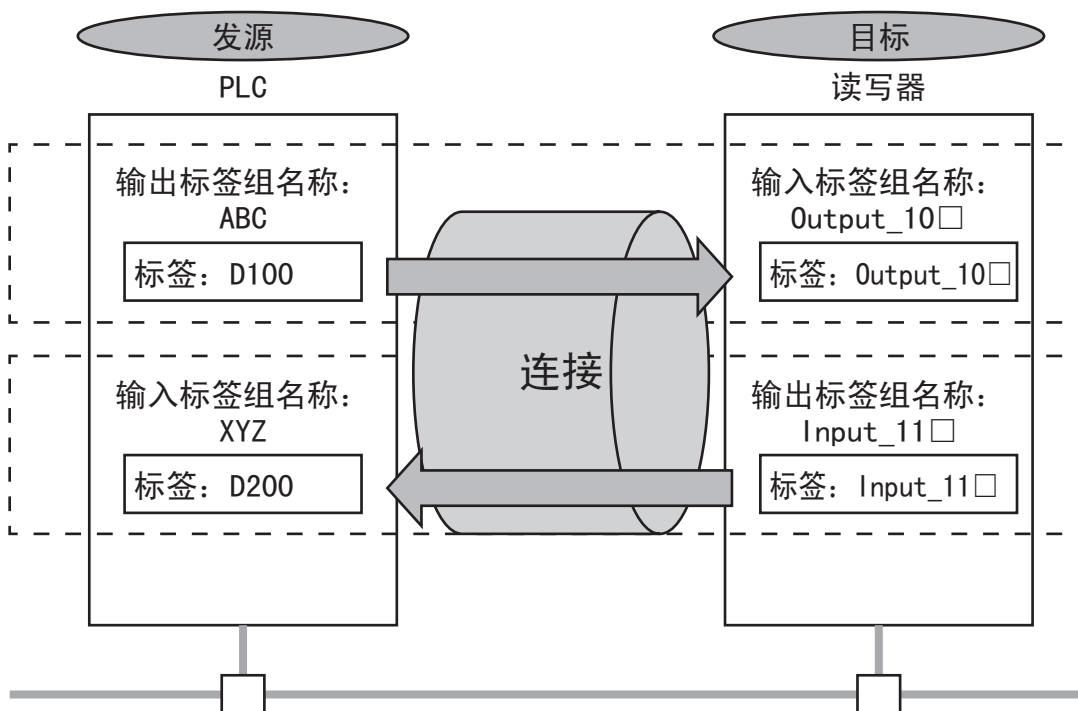 发源
目标
PLC
读写器
输出标签组名称:
ABC
标签: D100
输入标签组名称:
Output_10□
标签: Output_10□
连接
输入标签组名称:
XYZ
标签: D200
输出标签组名称:
Input_11□
标签: Input_11□